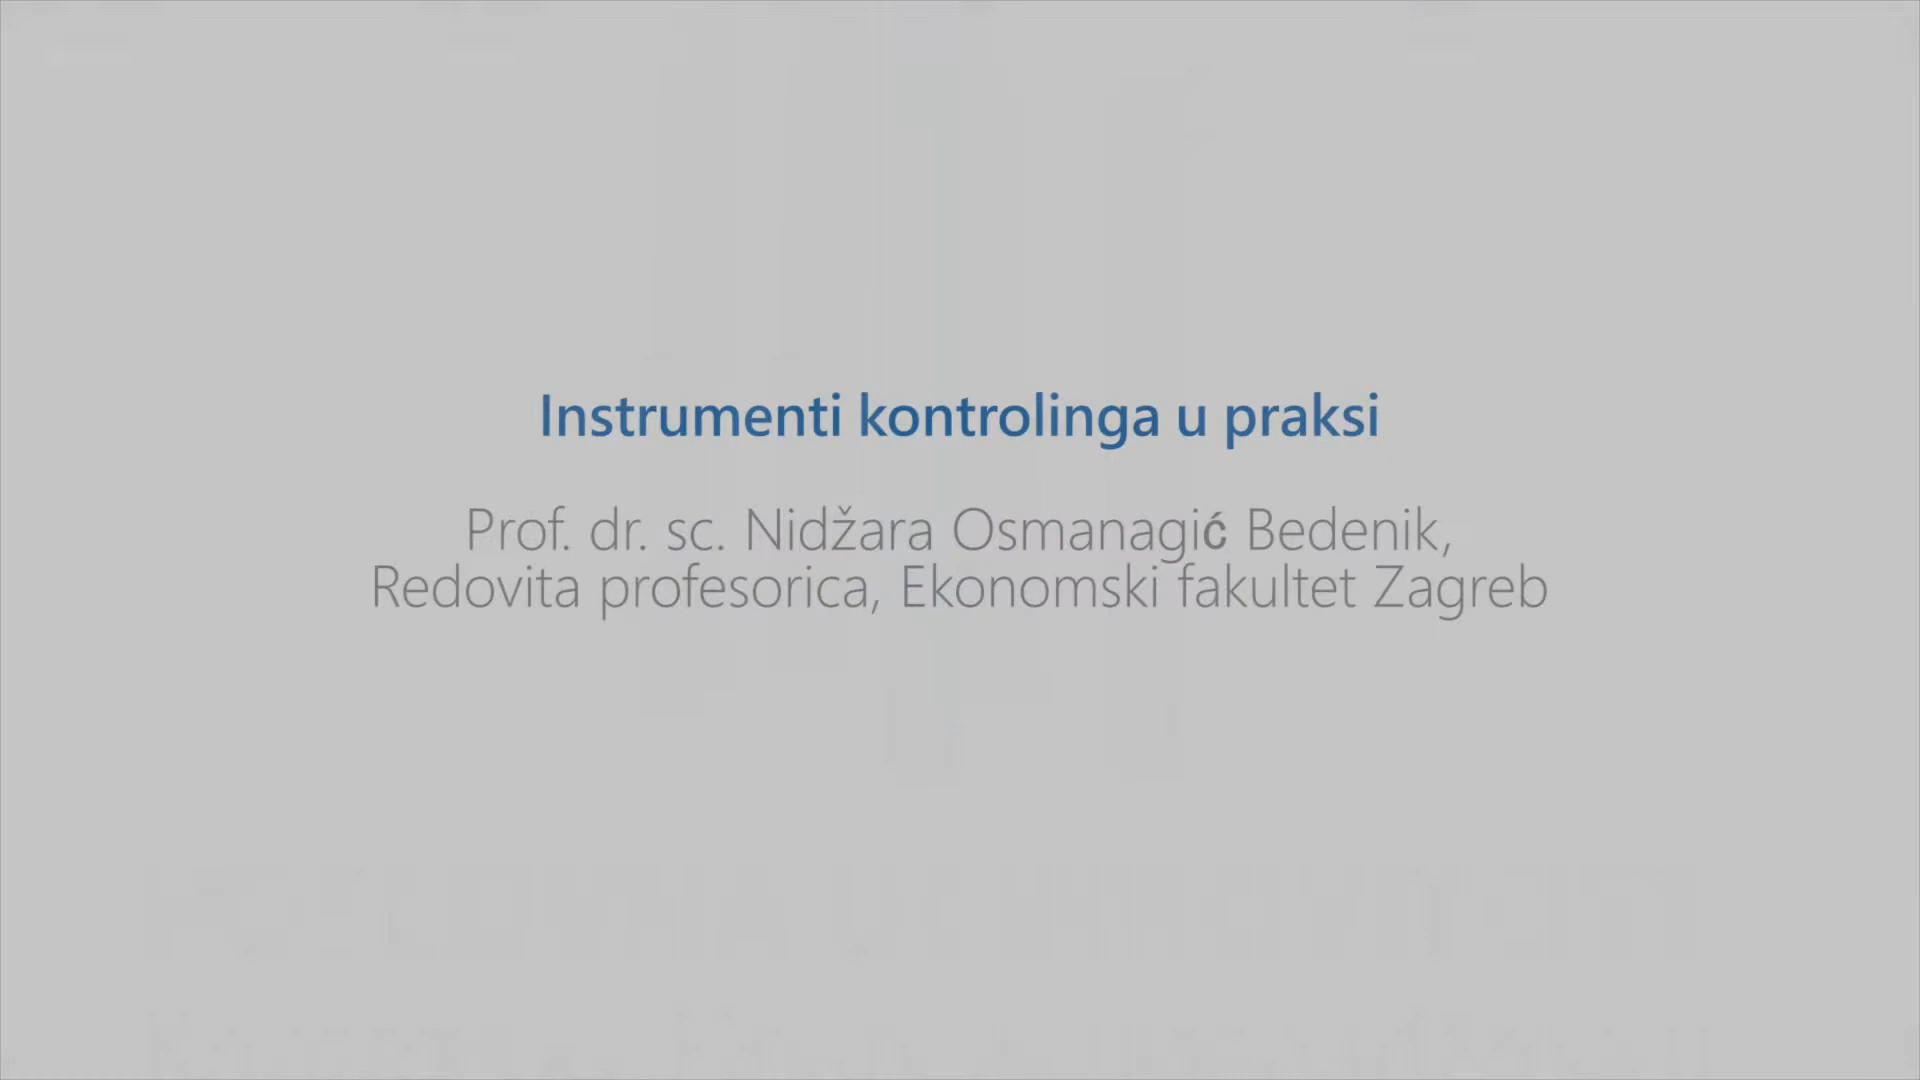 Instrumenti kontrolinga u praksi
Prof. dr. sc. Nidžara Osmanagić Bedenik,
Redovita profesorica, Ekonomski fakultet Zagreb